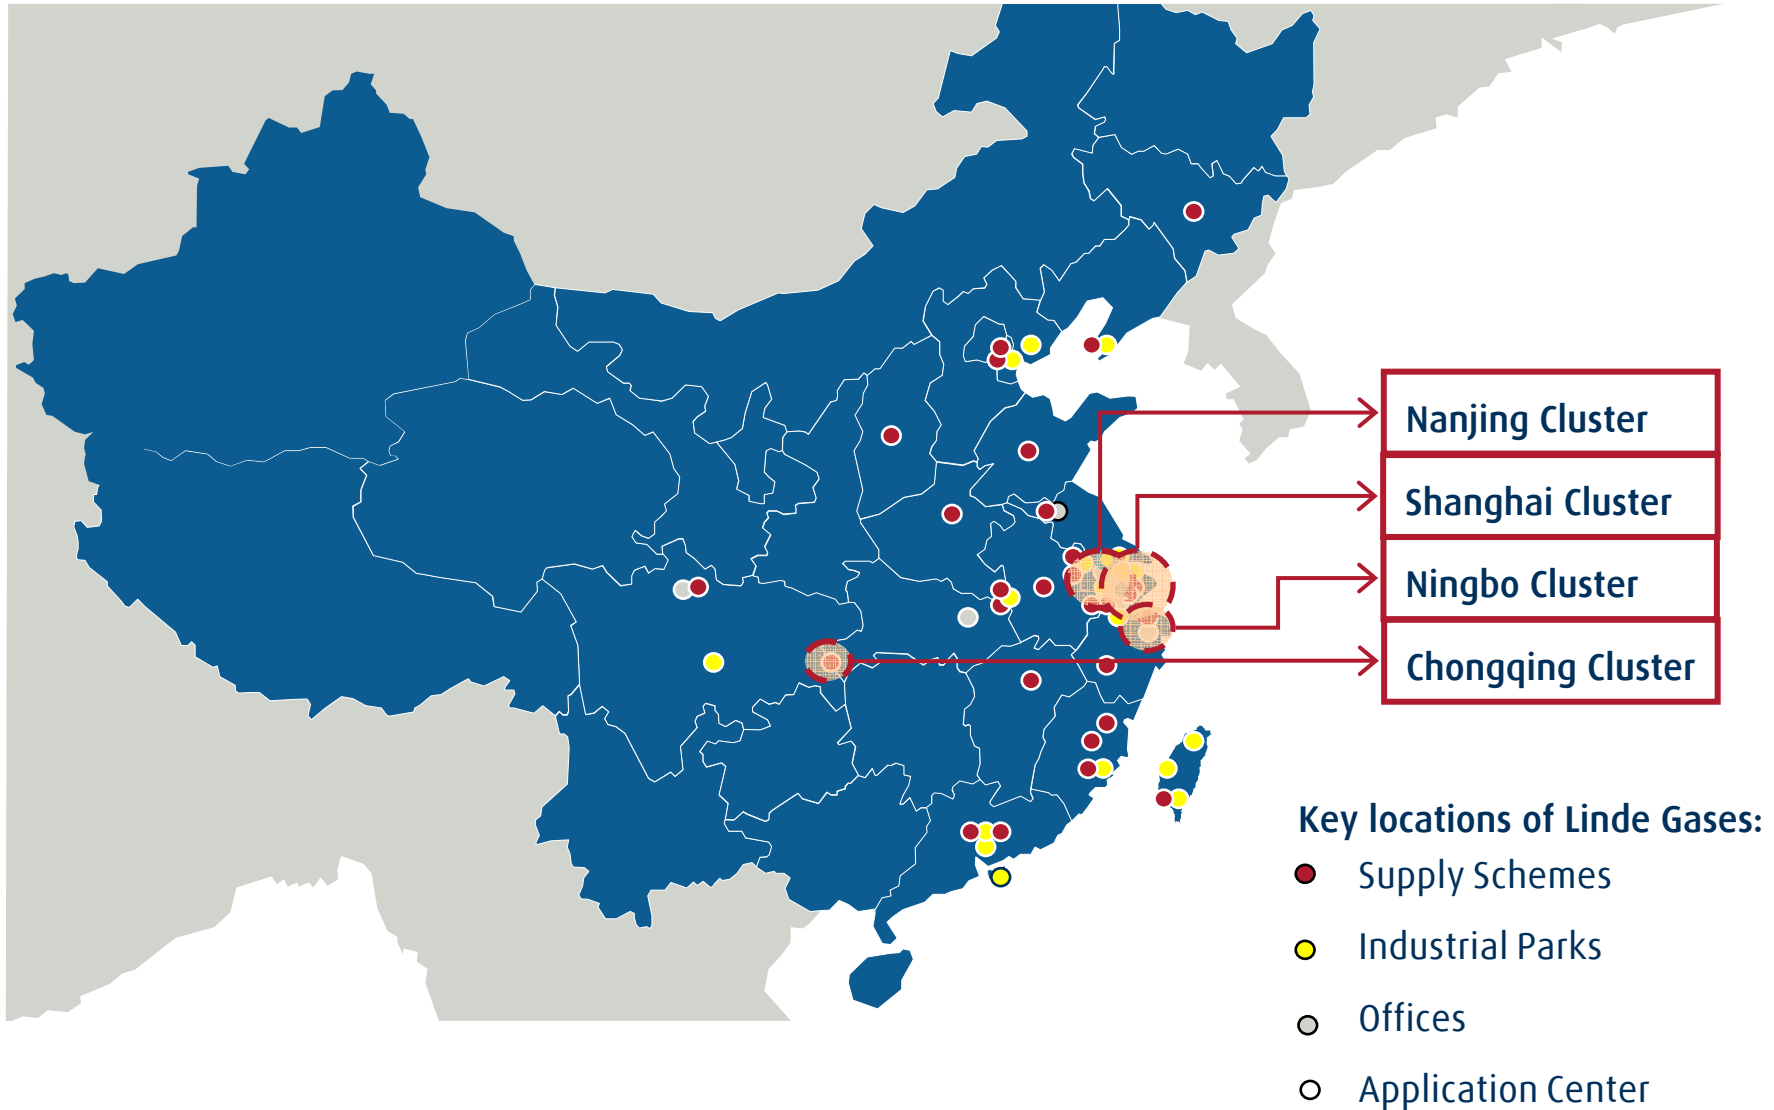 Nanjing Cluster
Shanghai Cluster
Ningbo Cluster
Chongqing Cluster
Key locations of Linde Gases:
Supply Schemes
Industrial Parks
Offices
Application Center